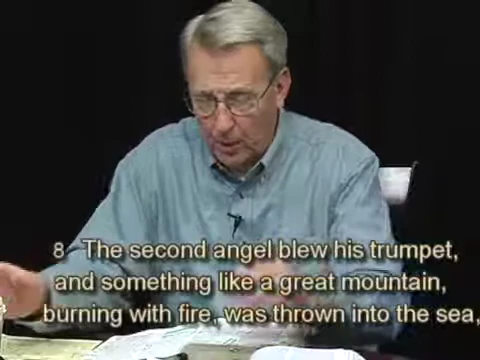 8 The second angel blew his trumpet,
and something like a great mountain,
burning with fire, was thrown into the sea,